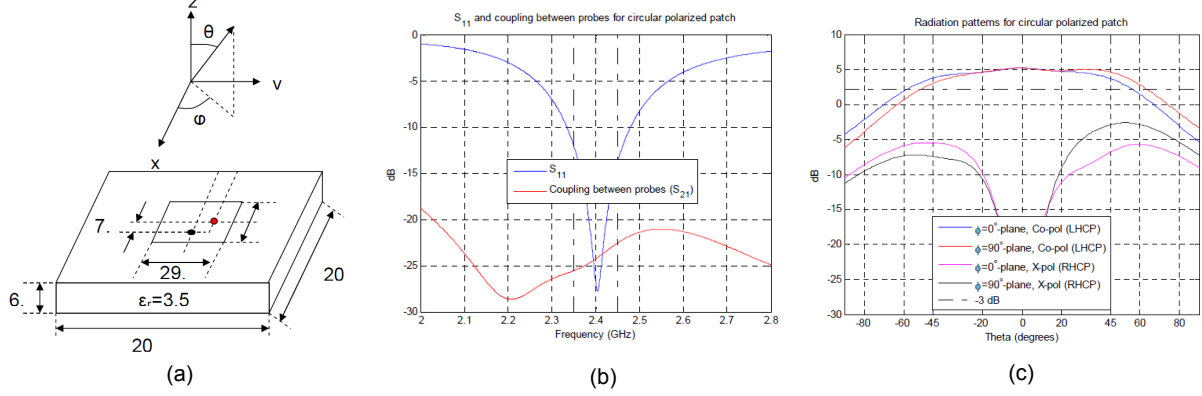 z
θ
v
φ
x
7.
29.
20
6.
εr=3.5
20
(a)
S11 and coupling between probes for circular polarized patch
0
-5
-10
-15
-20
-25
-30
dB
S11
Coupling between probes (S21)
2 2.1 2.2 2.3 2.4 2.5 2.6 2.7 2.8
Frequency (GHz)
(b)
Radiation patterns for circular polarized patch
10
5
0
-5
-10
-15
-20
-25
-30
dB
ϕ=0°-plane, Co-pol (LHCP)
ϕ=90°-plane, Co-pol (LHCP)
ϕ=0°-plane, X-pol (RHCP)
ϕ=90°-plane, X-pol (RHCP)
-3 dB
-80 -60 -45 -20 0 20 45 60 80
Theta (degrees)
(c)